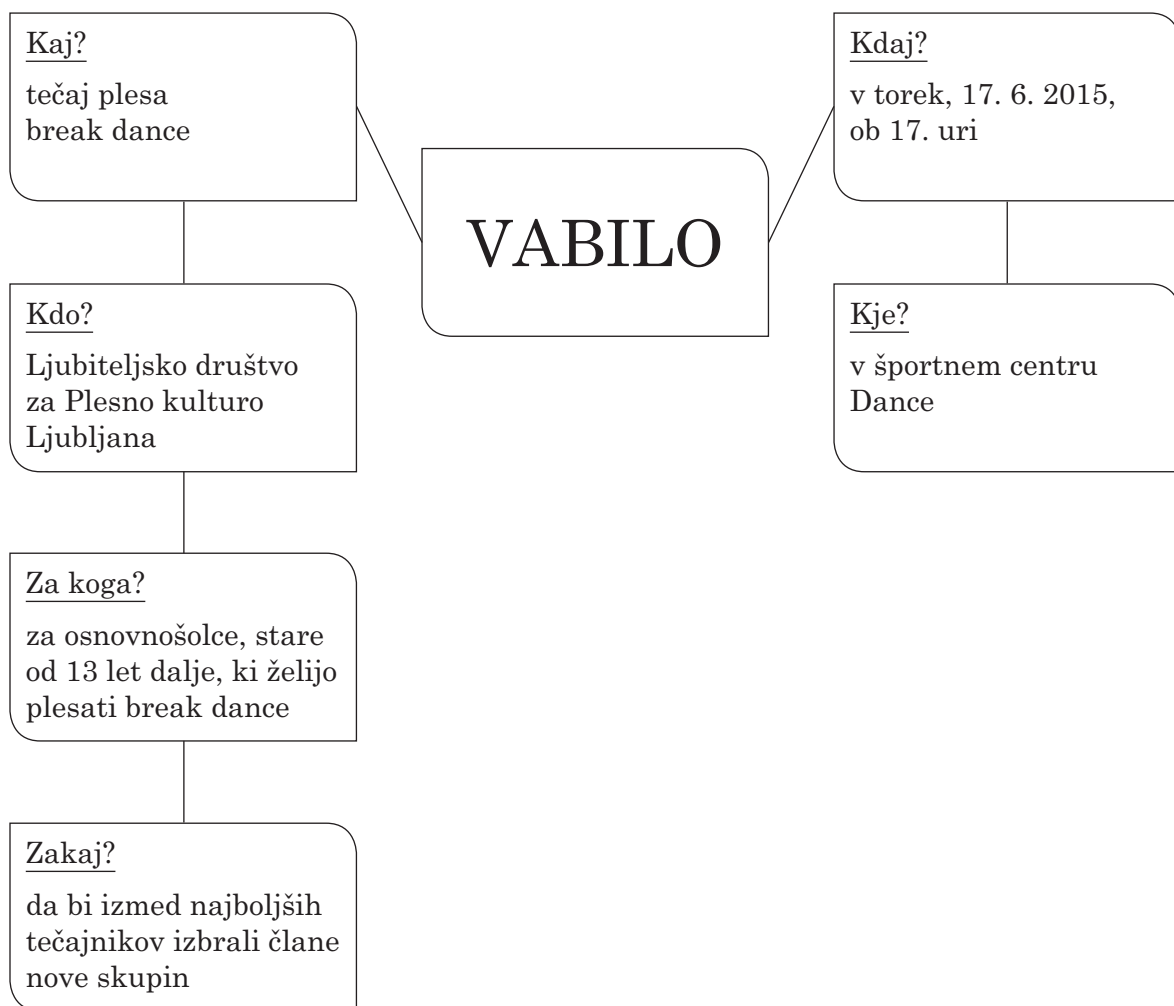 Kaj?
tečaj plesa
break dance
Kdo?
Ljubiteljsko društvo
za Plesno kulturo
Ljubljana
Za koga?
za osnovnošolce, stare
od 13 let dalje, ki želijo
plesati break dance
Zakaj?
da bi izmed najboljših
tečajnikov izbrali člane
nove skupin
VABILO
Kdaj?
v torek, 17. 6. 2015,
ob 17. uri
Kje?
v športnem centru
Dance